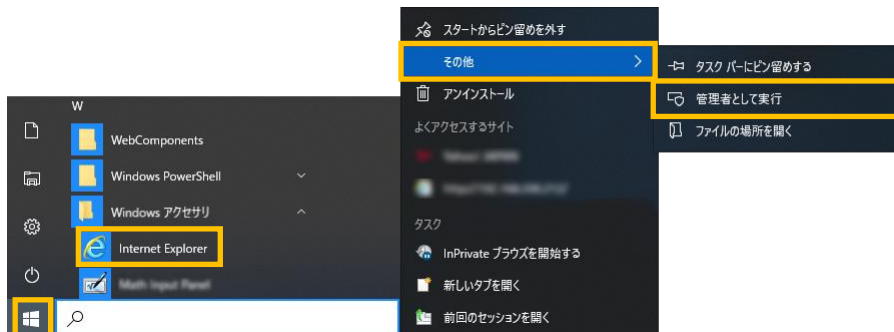 W
WebComponents
Windows PowerShell
Windows アクセサリ
Internet Explorer
Math Input Panel
スタートからピン留めを外す
その他
アンインストール
よくアクセスするサイト
タスク
InPrivate ブラウズを開始する
新しいタブを開く
前回のセッションを開く
タスク バーにピン留めする
管理者として実行
ファイルの場所を開く